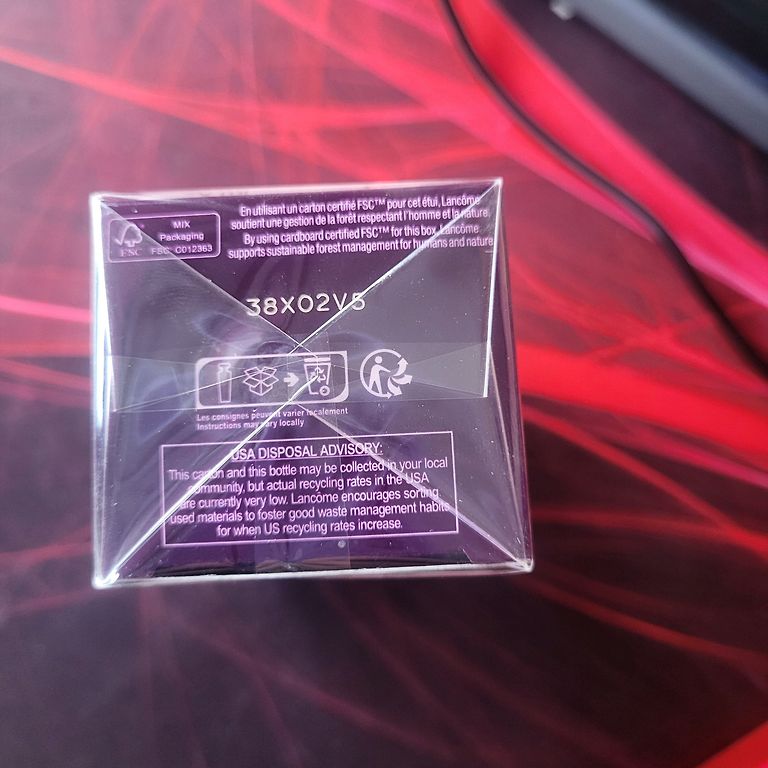 MIX
Packaging
FSC
FSC® C012363
En utilisant un carton certifié FSC™ pour cet étui, Lancôme
soutient une gestion de la forêt respectant l'homme et la nature.
By using cardboard certified FSC™ for this box, Lancôme
supports sustainable forest management for humans and nature
38X02V5
Les consignes peuvent varier localement
Instructions may vary locally
USA DISPOSAL ADVISORY:
This carton and this bottle may be collected in your local
community, but actual recycling rates in the USA
are currently very low. Lancôme encourages sorting
used materials to foster good waste management habits
for when US recycling rates increase.